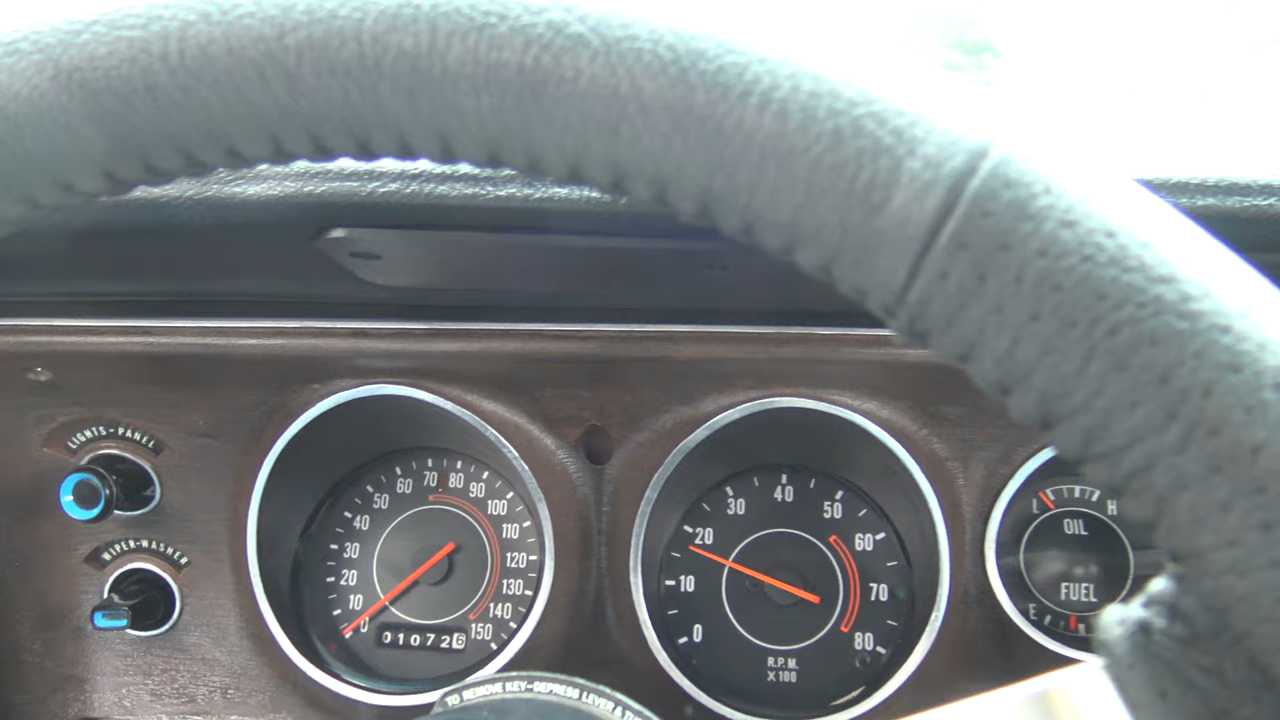 LIGHTS-PANEL
WIPER-WASHER
0
10
20
30
40
50
60
70
80
90
100
110
120
130
140
150
010726
0
10
20
30
40
50
60
70
80
R.P.M.
X 100
L
H
OIL
FUEL
E
TO REMOVE KEY-DEPRESS LEVER &